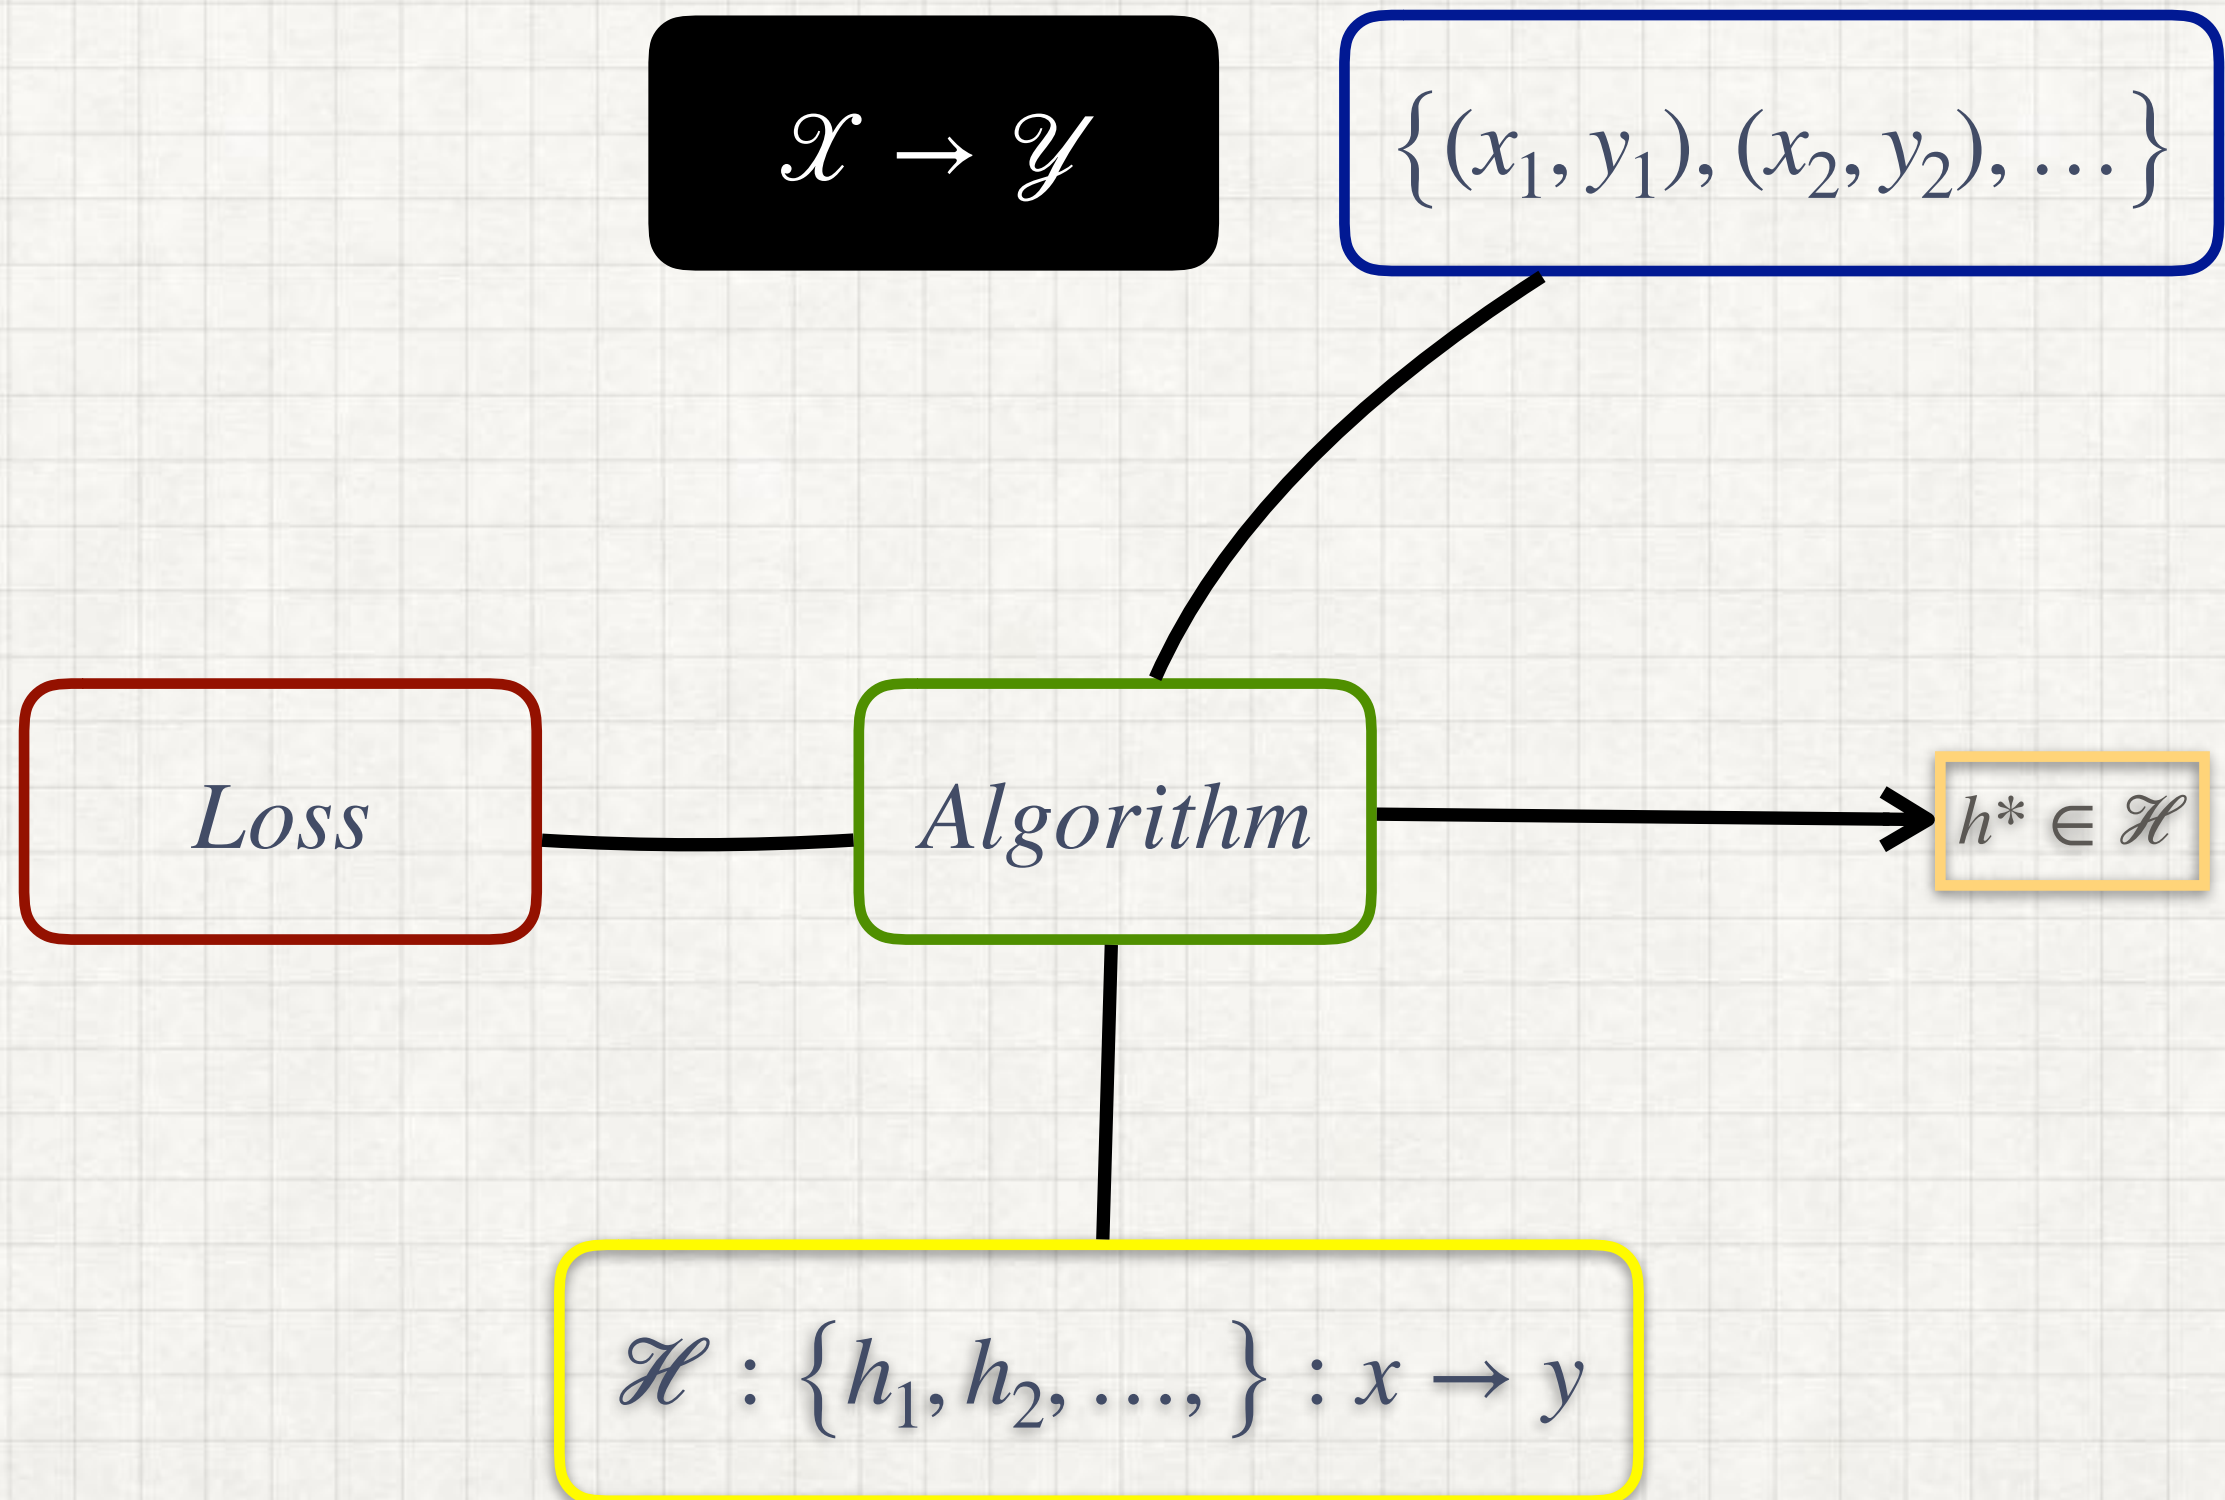 𝒳 → 𝒴
{(x₁, y₁), (x₂, y₂), …}
Loss
Algorithm
h* ∈ ℋ
ℋ : {h₁, h₂, …, } : x → y